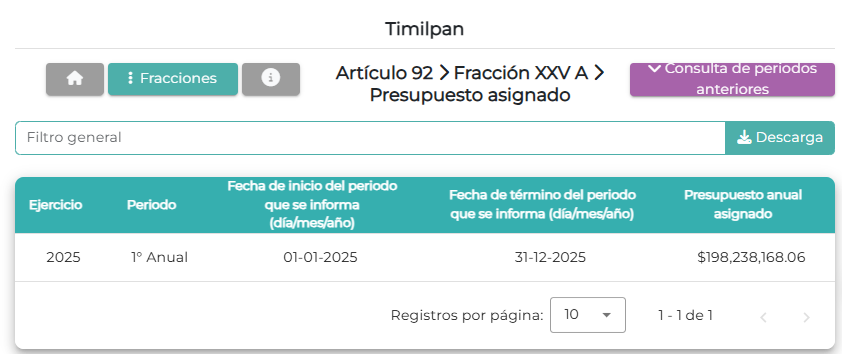 Timilpan
Fracciones
Artículo 92 > Fracción XXV A >
Presupuesto asignado
Consulta de periodos
anteriores
Filtro general
Descarga
Ejercicio
Periodo
Fecha de inicio del periodo
que se informa
(día/mes/año)
Fecha de término del periodo
que se informa (día/mes/año)
Presupuesto anual
asignado
2025
1° Anual
01-01-2025
31-12-2025
$198,238,168.06
Registros por página:
10
1 - 1 de 1